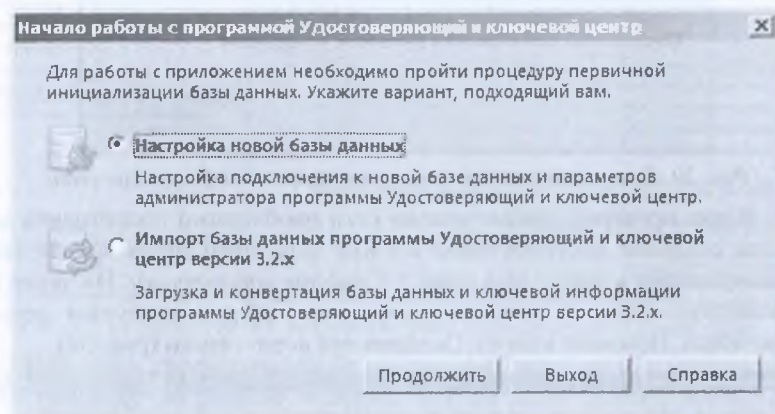 Начало работы с программой Удостоверяющий и ключевой центр
Для работы с приложением необходимо пройти процедуру первичной
инициализации базы данных. Укажите вариант, подходящий вам.
Настройка новой базы данных
Настройка подключения к новой базе данных и параметров
администратора программы Удостоверяющий и ключевой центр.
Импорт базы данных программы Удостоверяющий и ключевой
центр версии 3.2.x
Загрузка и конвертация базы данных и ключевой информации
программы Удостоверяющий и ключевой центр версии 3.2.x.
Продолжить
Выход
Справка